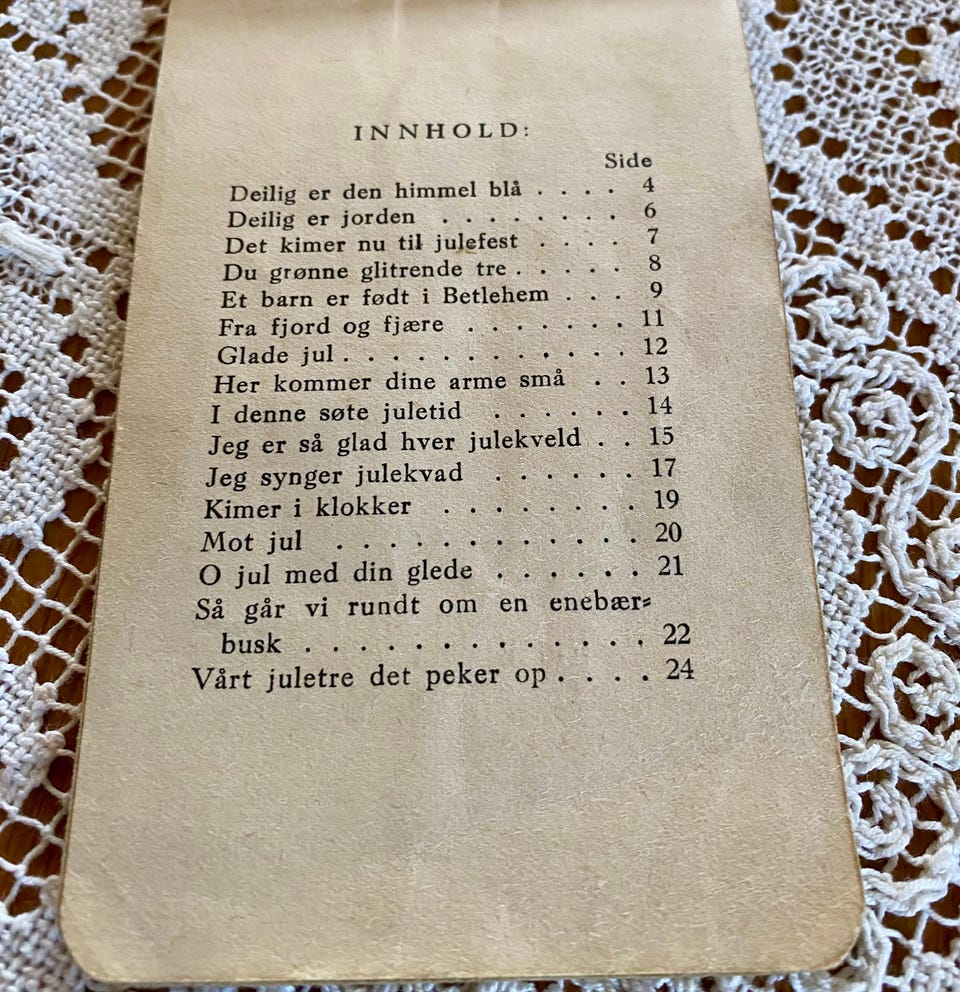 INNHOLD:
Side
Deilig er den himmel blå . . . . 4
Deilig er jorden . . . . . . . . 6
Det kimer nu til julefest . . . . 7
Du grønne glitrende tre . . . . . 8
Et barn er født i Betlehem . . . 9
Fra fjord og fjære . . . . . . . 11
Glade jul . . . . . . . . . . . . 12
Her kommer dine arme små . . 13
I denne søte juletid . . . . . . 14
Jeg er så glad hver julekveld . . 15
Jeg synger julekvad . . . . . . 17
Kimer i klokker . . . . . . . . 19
Mot jul . . . . . . . . . . . . 20
O jul med din glede . . . . . . 21
Så går vi rundt om en enebær-
busk . . . . . . . . . . . . . 22
Vårt juletre det peker op . . . . 24